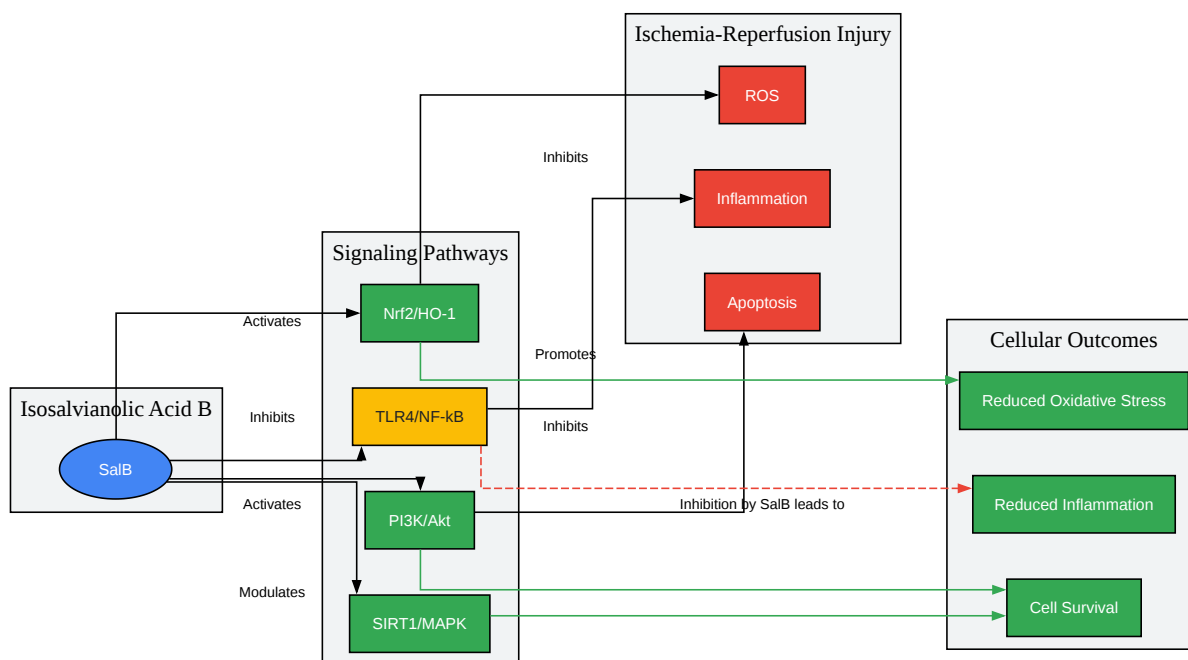 Isosalvianolic Acid B
SalB
Activates
Inhibits
Activates
Modulates
Signaling Pathways
Nrf2/HO-1
TLR4/NF-kB
PI3K/Akt
SIRT1/MAPK
Inhibits
Promotes
Inhibits
Inhibition by SalB leads to
Ischemia-Reperfusion Injury
ROS
Inflammation
Apoptosis
Cellular Outcomes
Reduced Oxidative Stress
Reduced Inflammation
Cell Survival